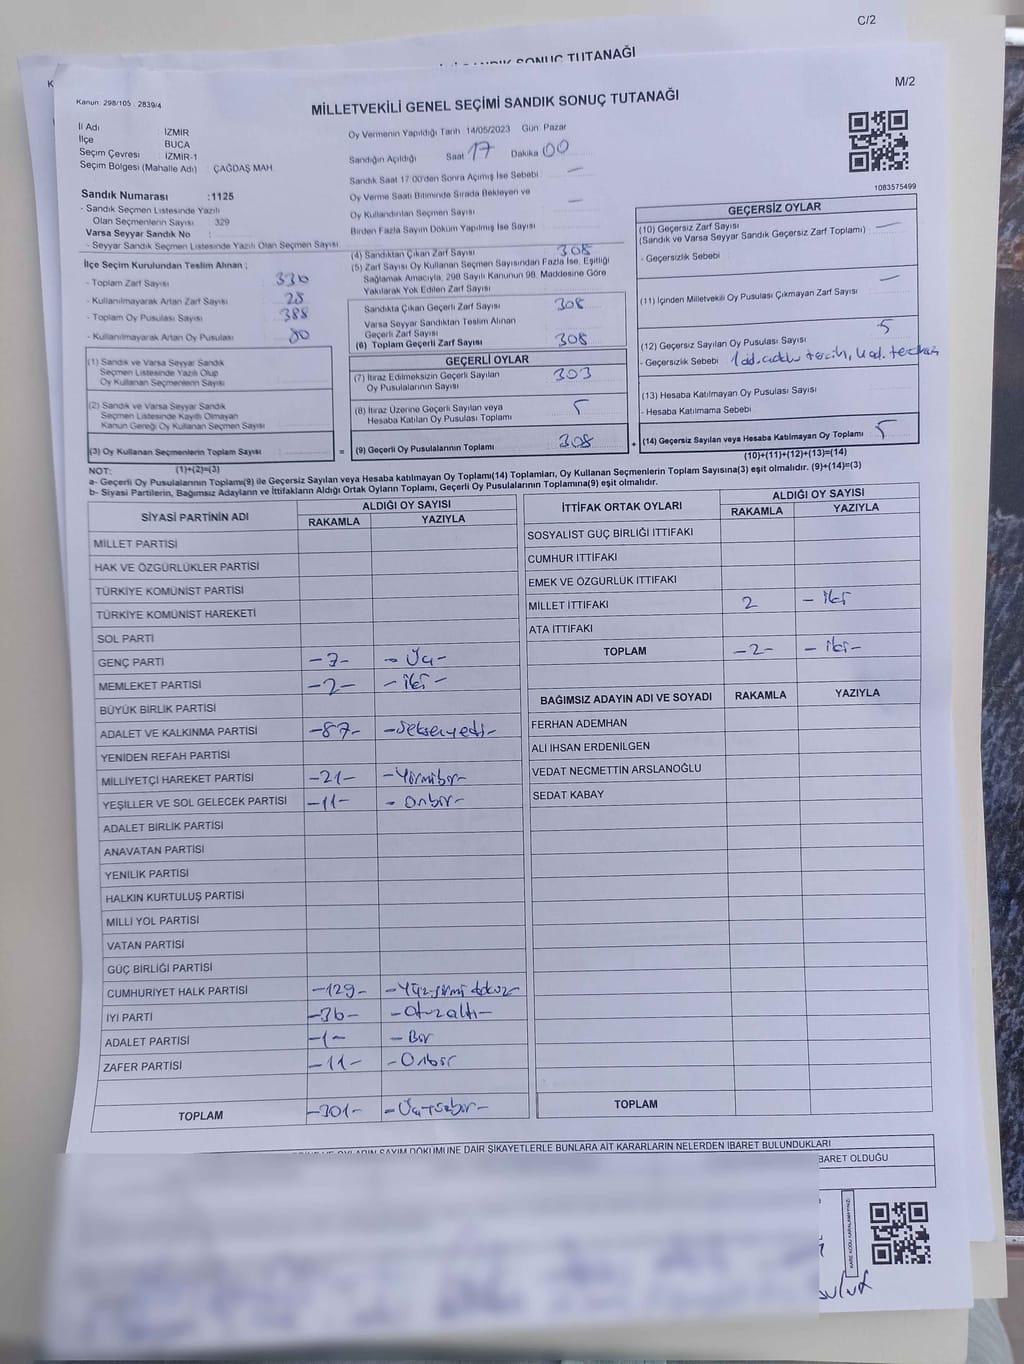 C/2
SONUC TUTANAĞI
K
M/2
Kanun: 298/105 : 2839/4
MİLLETVEKİLİ GENEL SEÇİMİ SANDIK SONUÇ TUTANAĞI
İl Adı : İZMİR
İlçe : BUCA
Seçim Çevresi : İZMİR-1
Seçim Bölgesi (Mahalle Adı) : ÇAĞDAŞ MAH.
Oy Vermenin Yapıldığı Tarih :14/05/2023 Gün: Pazar
Sandığın Açıldığı Saat 17 Dakika 00
Sandık Saat 17:00'den Sonra Açılmış İse Sebebi : —
Oy Verme Saati Bitiminde Sırada Bekleyen ve
Oy Kullandırılan Seçmen Sayısı —
Birden Fazla Sayım Döküm Yapılmış İse Sayısı
1083575499
Sandık Numarası :1125
- Sandık Seçmen Listesinde Yazılı
Olan Seçmenlerin Sayısı : 329
Varsa Seyyar Sandık No :
- Seyyar Sandık Seçmen Listesinde Yazılı Olan Seçmen Sayısı
İlçe Seçim Kurulundan Teslim Alınan ;
- Toplam Zarf Sayısı 336
- Kullanılmayarak Artan Zarf Sayısı 28
- Toplam Oy Pusulası Sayısı 388
- Kullanılmayarak Artan Oy Pusulası 80
(1) Sandık ve Varsa Seyyar Sandık
Seçmen Listesinde Yazılı Olup
Oy Kullanan Seçmenlerin Sayısı
(2) Sandık ve Varsa Seyyar Sandık
Seçmen Listesinde Kayıtlı Olmayan
Kanun Gereği Oy Kullanan Seçmen Sayısı
(3) Oy Kullanan Seçmenlerin Toplam Sayısı
(1)+(2)=(3)
(4) Sandıktan Çıkan Zarf Sayısı 308
(5) Zarf Sayısı Oy Kullanan Seçmen Sayısından Fazla İse, Eşitliği
Sağlamak Amacıyla, 298 Sayılı Kanunun 98. Maddesine Göre
Yakılarak Yok Edilen Zarf Sayısı
Sandıkta Çıkan Geçerli Zarf Sayısı 308
Varsa Seyyar Sandıktan Teslim Alınan
Geçerli Zarf Sayısı
(6) Toplam Geçerli Zarf Sayısı 308
=
GEÇERLİ OYLAR
(7) İtiraz Edilmeksizin Geçerli Sayılan
Oy Pusulalarının Sayısı 303
(8) İtiraz Üzerine Geçerli Sayılan veya
Hesaba Katılan Oy Pusulası Toplamı 5
(9) Geçerli Oy Pusulalarının Toplamı 308
+
GEÇERSİZ OYLAR
(10) Geçersiz Zarf Sayısı —
(Sandık ve Varsa Seyyar Sandık Geçersiz Zarf Toplamı)
- Geçersizlik Sebebi
(11) İçinden Milletvekili Oy Pusulası Çıkmayan Zarf Sayısı —
(12) Geçersiz Sayılan Oy Pusulası Sayısı 5
- Geçersizlik Sebebi
(13) Hesaba Katılmayan Oy Pusulası Sayısı
- Hesaba Katılmama Sebebi
(14) Geçersiz Sayılan veya Hesaba Katılmayan Oy Toplamı 5
(10)+(11)+(12)+(13)=(14)
NOT:
a- Geçerli Oy Pusulalarının Toplamı(9) ile Geçersiz Sayılan veya Hesaba katılmayan Oy Toplamı(14) Toplamları, Oy Kullanan Seçmenlerin Toplam Sayısına(3) eşit olmalıdır. (9)+(14)=(3)
b- Siyasi Partilerin, Bağımsız Adayların ve İttifakların Aldığı Ortak Oyların Toplamı, Geçerli Oy Pusulalarının Toplamına(9) eşit olmalıdır.
SİYASİ PARTİNİN ADI ALDIĞI OY SAYISI
RAKAMLA YAZIYLA
MİLLET PARTİSİ
HAK VE ÖZGÜRLÜKLER PARTİSİ
TÜRKİYE KOMÜNİST PARTİSİ
TÜRKİYE KOMÜNİST HAREKETİ
SOL PARTİ
GENÇ PARTİ -3- - Üç -
MEMLEKET PARTİSİ -2- - iki -
BÜYÜK BİRLİK PARTİSİ
ADALET VE KALKINMA PARTİSİ -87- - Seksenyedi -
YENİDEN REFAH PARTİSİ
MİLLİYETÇİ HAREKET PARTİSİ -21- - Yirmibir -
YEŞİLLER VE SOL GELECEK PARTİSİ -11- - Onbir -
ADALET BİRLİK PARTİSİ
ANAVATAN PARTİSİ
YENİLİK PARTİSİ
HALKIN KURTULUŞ PARTİSİ
MİLLİ YOL PARTİSİ
VATAN PARTİSİ
GÜÇ BİRLİĞİ PARTİSİ
CUMHURİYET HALK PARTİSİ -129- - Yüzyirmi dokuz -
İYİ PARTİ -36- - Otuzaltı -
ADALET PARTİSİ -1- - Bir
ZAFER PARTİSİ -11- - Onbir
TOPLAM -301- - Üçyüzbir -
İTTİFAK ORTAK OYLARI ALDIĞI OY SAYISI
RAKAMLA YAZIYLA
SOSYALİST GÜÇ BİRLİĞİ İTTİFAKI
CUMHUR İTTİFAKI
EMEK VE ÖZGÜRLÜK İTTİFAKI
MİLLET İTTİFAKI 2 - iki
ATA İTTİFAKI
TOPLAM -2- - iki -
BAĞIMSIZ ADAYIN ADI VE SOYADI RAKAMLA YAZIYLA
FERHAN ADEMHAN
ALİ İHSAN ERDENİLGEN
VEDAT NECMETTİN ARSLANOĞLU
SEDAT KABAY
TOPLAM
OYLARIN SAYIM DÖKÜMÜNE DAİR ŞİKAYETLERLE BUNLARA AİT KARARLARIN NELERDEN İBARET BULUNDUKLARI
BARET OLDUĞU